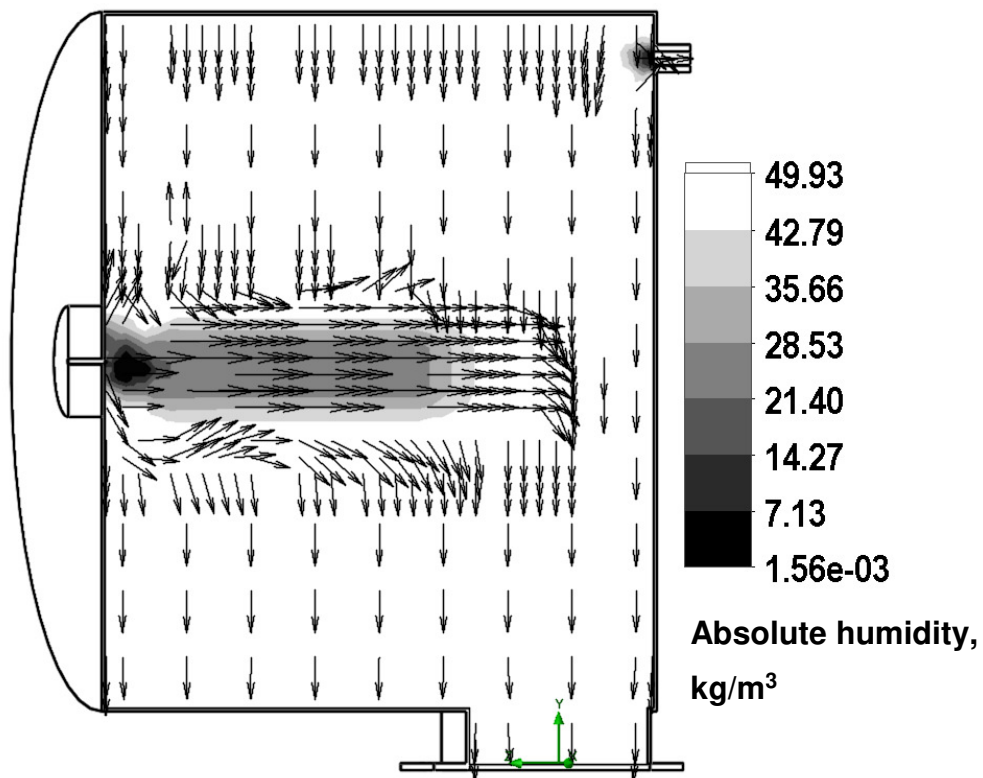 49.93
42.79
35.66
28.53
21.40
14.27
7.13
1.56e-03
Absolute humidity,
kg/m³
Y